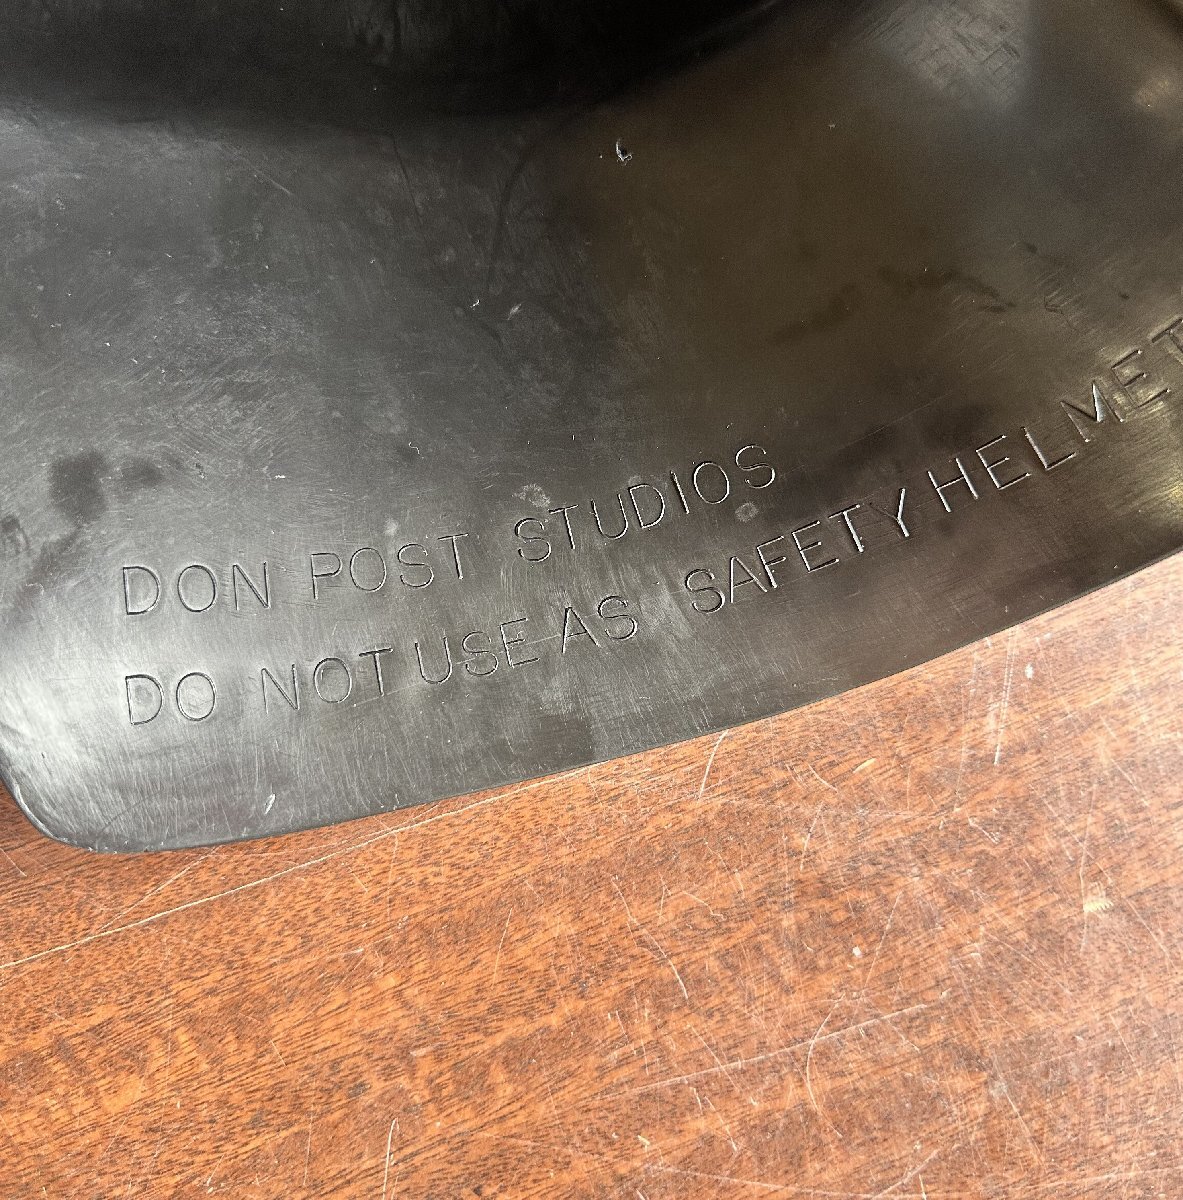 DON POST STUDIOS
DO NOT USE AS SAFETY HELMET